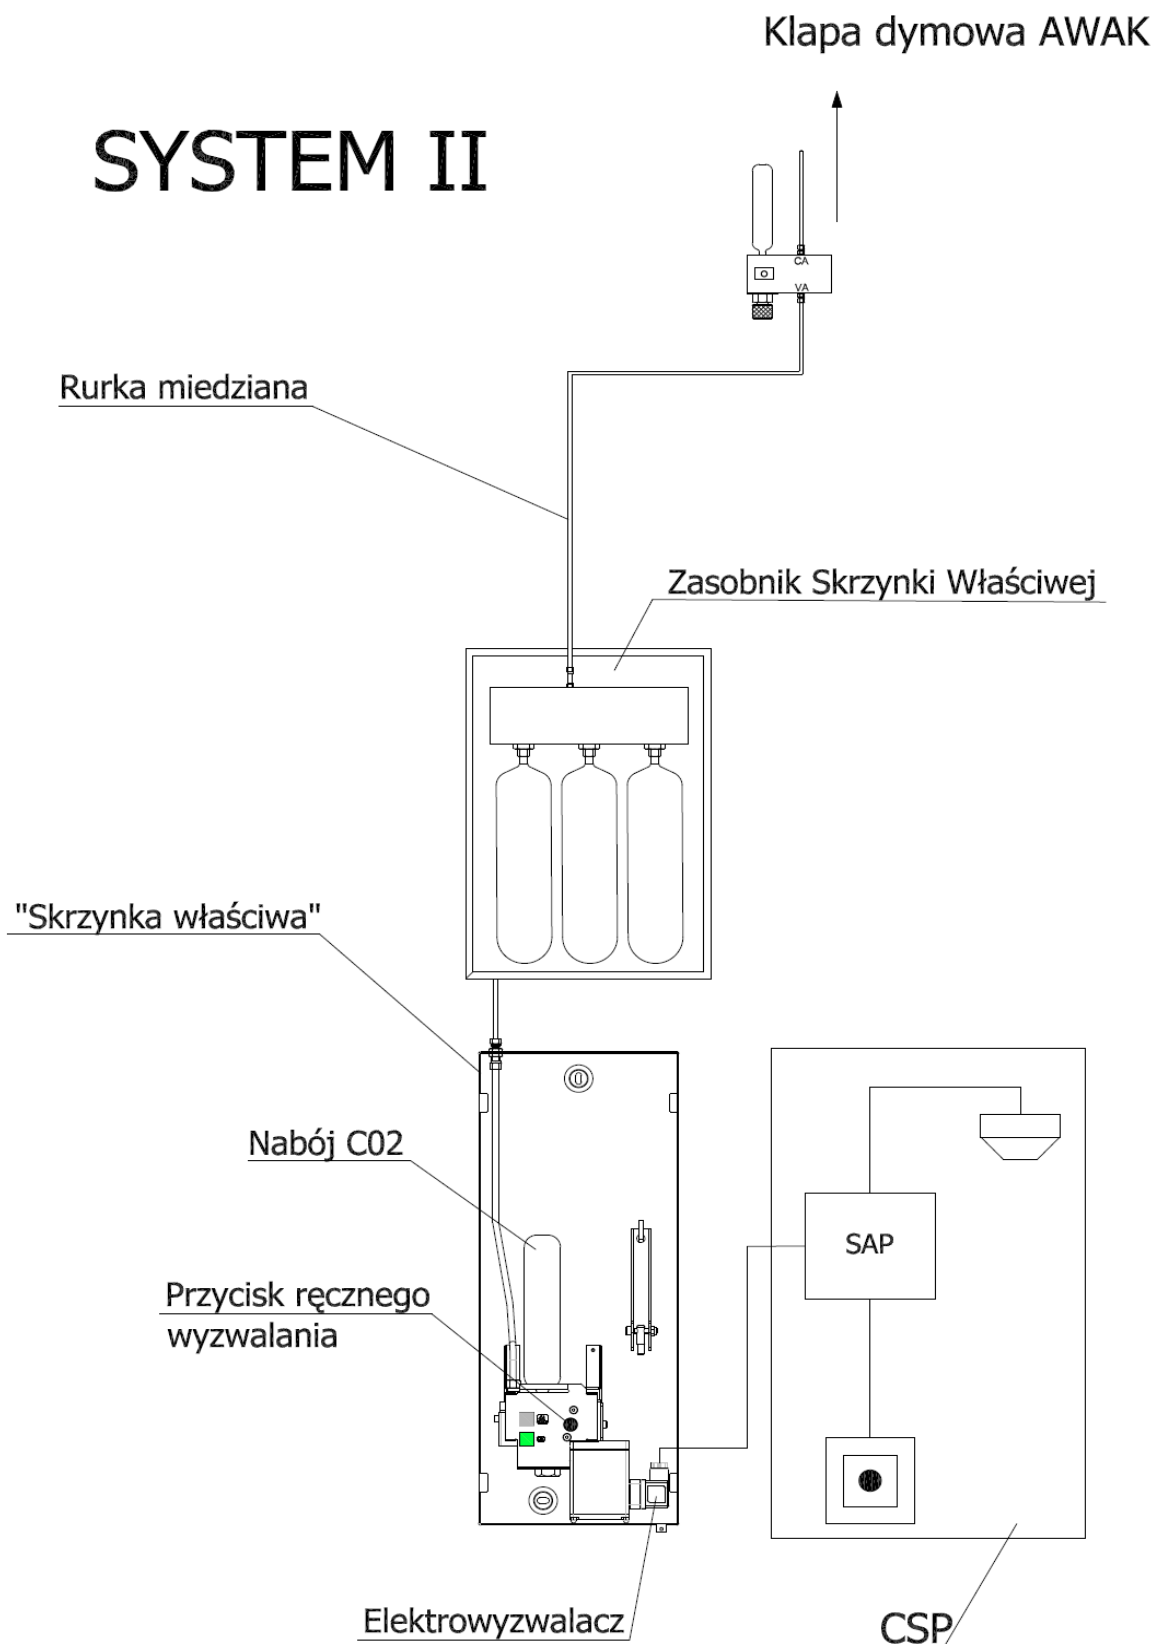 Klapa dymowa AWAK
SYSTEM II
CA
VA
Rurka miedziana
Zasobnik Skrzynki Właściwej
"Skrzynka właściwa"
Nabój C02
SAP
Przycisk ręcznego
wyzwalania
Elektrowyzwalacz
CSP